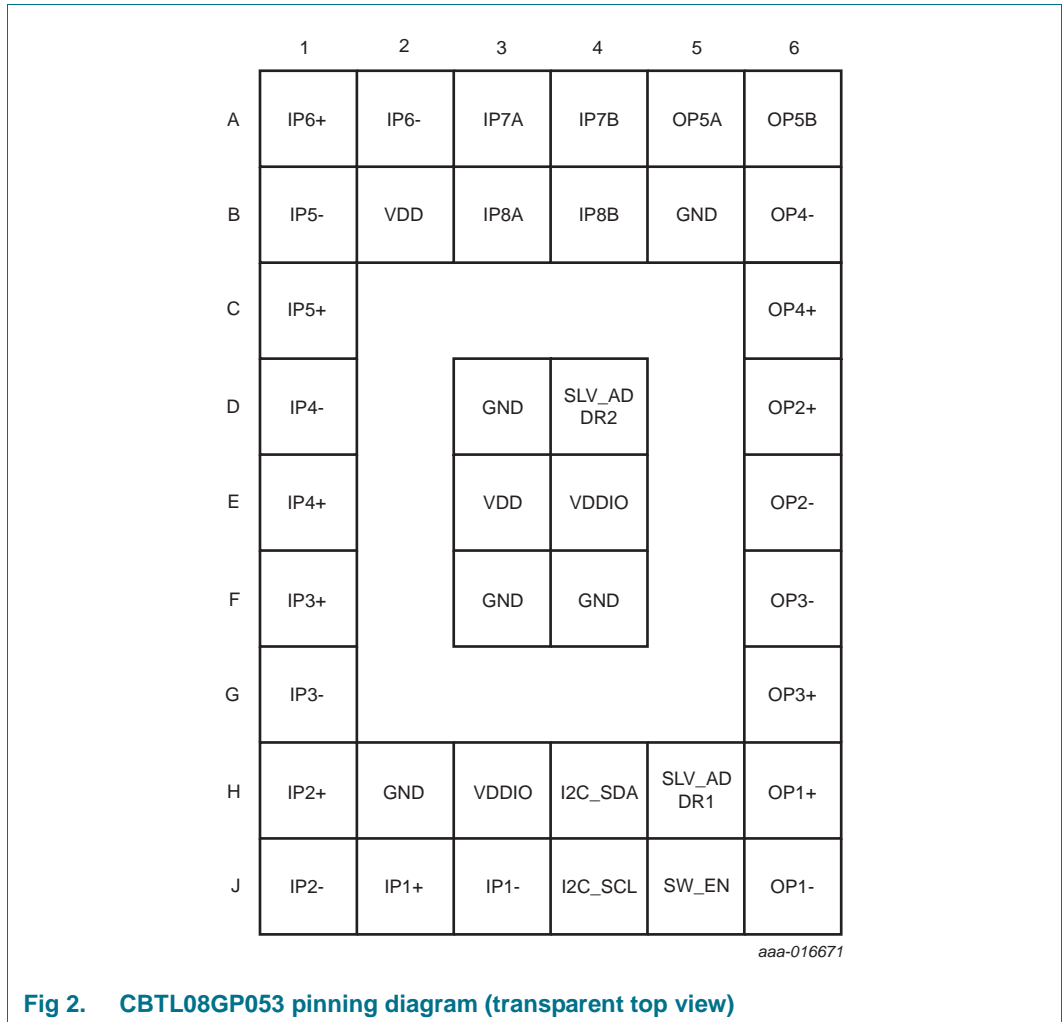 1 2 3 4 5 6
A IP6+ IP6- IP7A IP7B OP5A OP5B
B IP5- VDD IP8A IP8B GND OP4-
C IP5+ OP4+
D IP4- GND SLV_AD
DR2 OP2+
E IP4+ VDD VDDIO OP2-
F IP3+ GND GND OP3-
G IP3- OP3+
H IP2+ GND VDDIO I2C_SDA SLV_AD
DR1 OP1+
J IP2- IP1+ IP1- I2C_SCL SW_EN OP1-
aaa-016671
Fig 2. CBTL08GP053 pinning diagram (transparent top view)